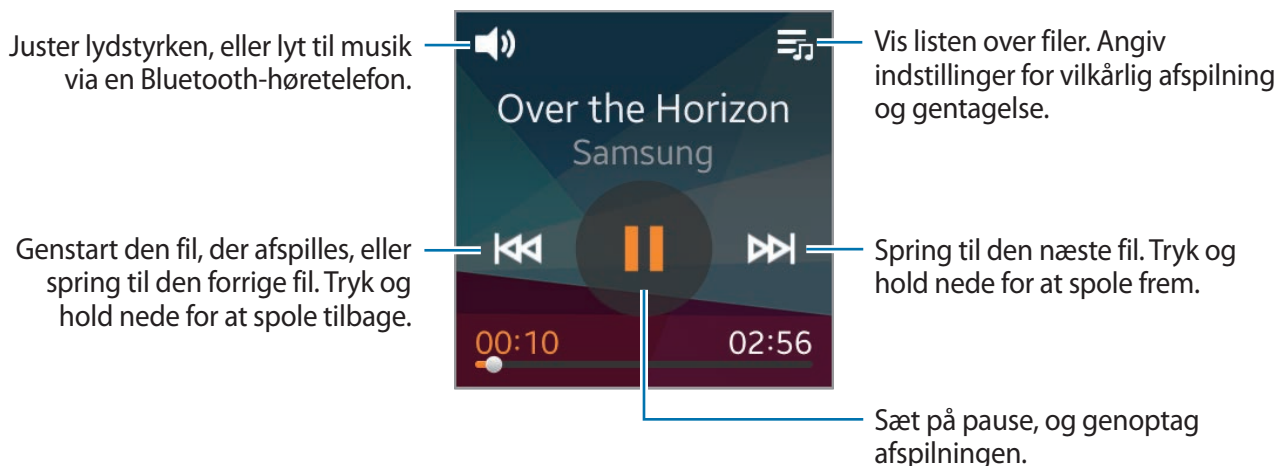 Juster lydstyrken, eller lyt til musik
via en Bluetooth-høretelefon.
Vis listen over filer. Angiv
indstillinger for vilkårlig afspilning
og gentagelse.
Over the Horizon
Samsung
Genstart den fil, der afspilles, eller
spring til den forrige fil. Tryk og
hold nede for at spole tilbage.
Spring til den næste fil. Tryk og
hold nede for at spole frem.
00:10
02:56
Sæt på pause, og genoptag
afspilningen.